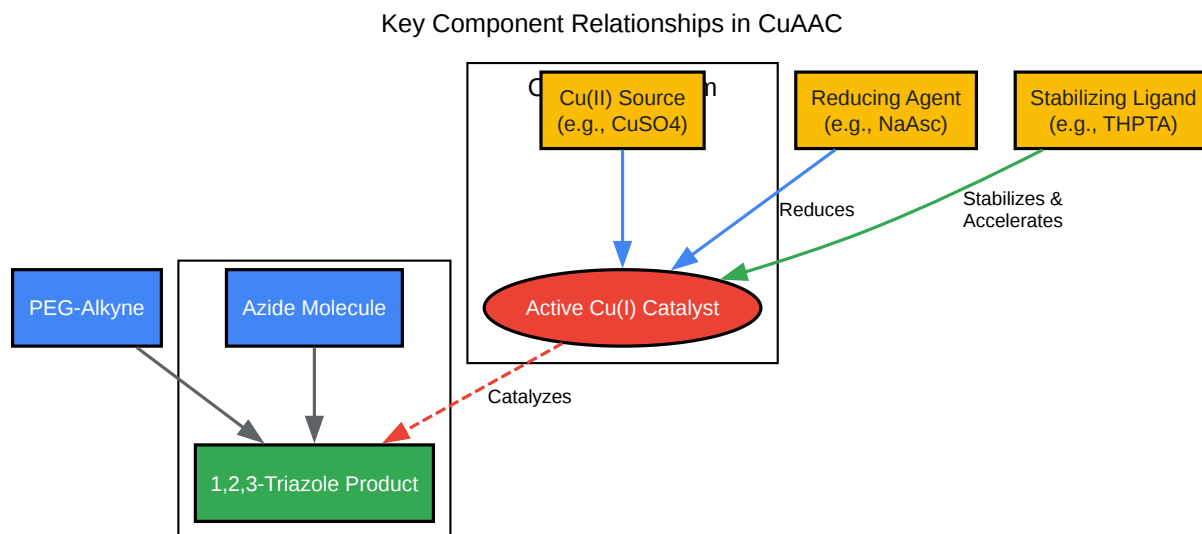 Key Component Relationships in CuAAC
Cu(II) Source
(e.g., CuSO4)
Reducing Agent
(e.g., NaAsc)
Stabilizing Ligand
(e.g., THPTA)
Reduces
Stabilizes &
Accelerates
PEG-Alkyne
Azide Molecule
Active Cu(I) Catalyst
Catalyzes
1,2,3-Triazole Product